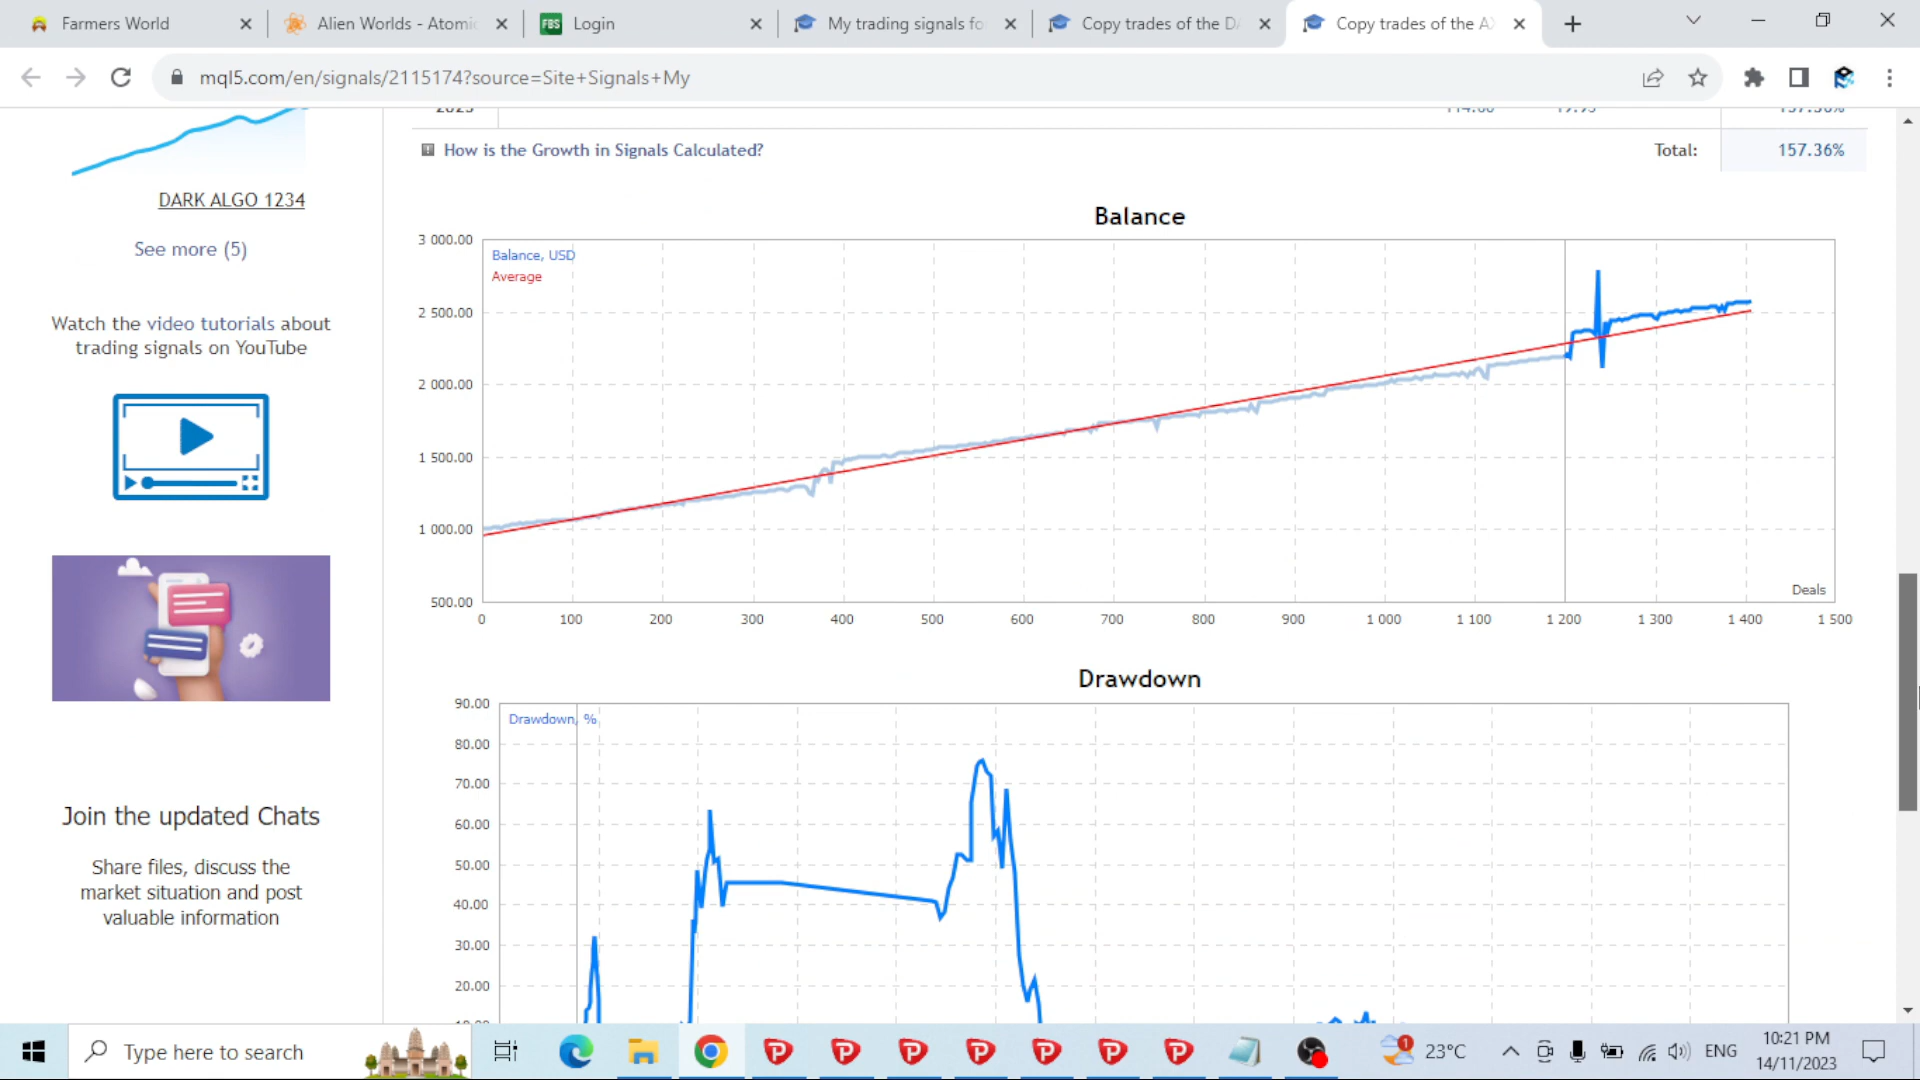 Farmers World
Alien Worlds - Atomic
FBS Login
My trading signals fo
Copy trades of the D
Copy trades of the A
mql5.com/en/signals/2115174?source=Site+Signals+My
How is the Growth in Signals Calculated?
Total:
157.36%
DARK ALGO 1234
See more (5)
Watch the video tutorials about
trading signals on YouTube
Join the updated Chats
Share files, discuss the
market situation and post
valuable information
Balance
Balance, USD
Average
3 000.00
2 500.00
2 000.00
1 500.00
1 000.00
500.00
Deals
0 100 200 300 400 500 600 700 800 900 1 000 1 100 1 200 1 300 1 400 1 500
Drawdown
Drawdown, %
90.00
80.00
70.00
60.00
50.00
40.00
30.00
20.00
Type here to search
1
23°C
ENG
10:21 PM
14/11/2023